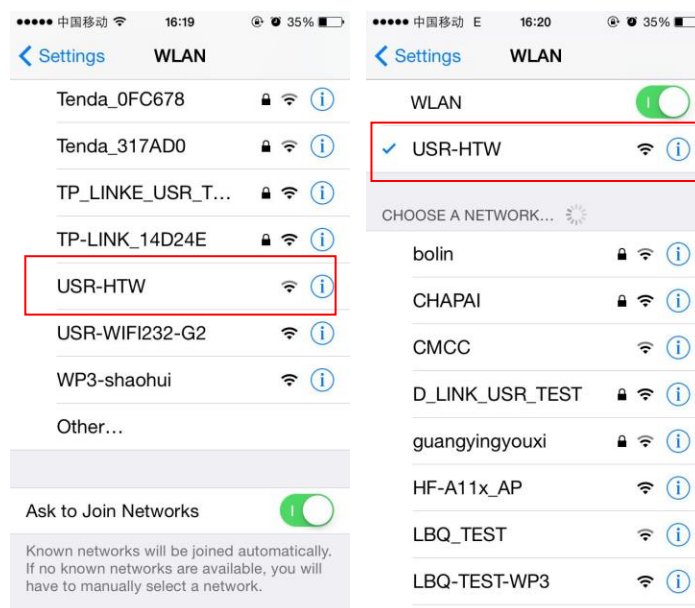 中国移动 16:19 35%
Settings WLAN
Tenda_0FC678
Tenda_317AD0
TP_LINKE_USR_T...
TP-LINK_14D24E
USR-HTW
USR-WIFI232-G2
WP3-shaohui
Other...
Ask to Join Networks
Known networks will be joined automatically.
If no known networks are available, you will
have to manually select a network.
中国移动 E 16:20 35%
Settings WLAN
WLAN
USR-HTW
CHOOSE A NETWORK...
bolin
CHAPAI
CMCC
D_LINK_USR_TEST
guangyingyouxi
HF-A11x_AP
LBQ_TEST
LBQ-TEST-WP3